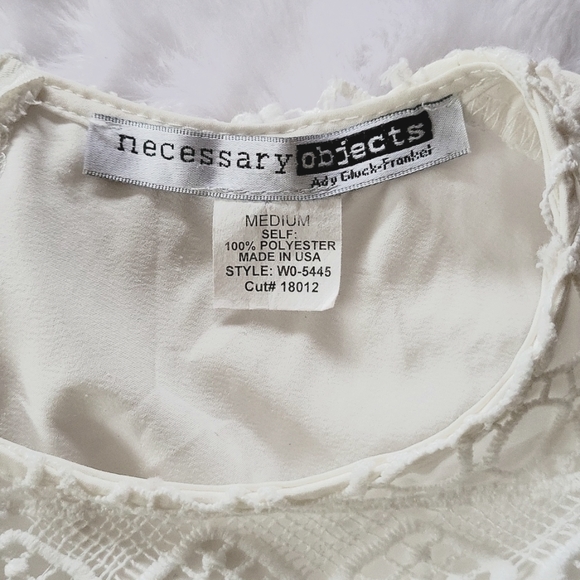 necessary objects
Ady Gluck-Frankel
MEDIUM
SELF:
100% POLYESTER
MADE IN USA
STYLE: W0-5445
Cut# 18012